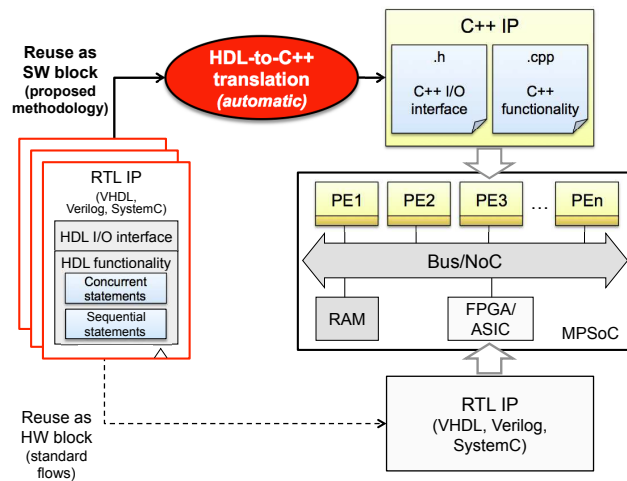 Reuse as
SW block
(proposed
methodology)
HDL-to-C++
translation
(automatic)
C++ IP
.h
C++ I/O
interface
.cpp
C++
functionality
RTL IP
(VHDL,
Verilog, SystemC)
HDL I/O interface
HDL functionality
Concurrent
statements
Sequential
statements
PE1
PE2
PE3
...
PEn
Bus/NoC
RAM
FPGA/
ASIC
MPSoC
Reuse as
HW block
(standard
flows)
RTL IP
(VHDL, Verilog,
SystemC)